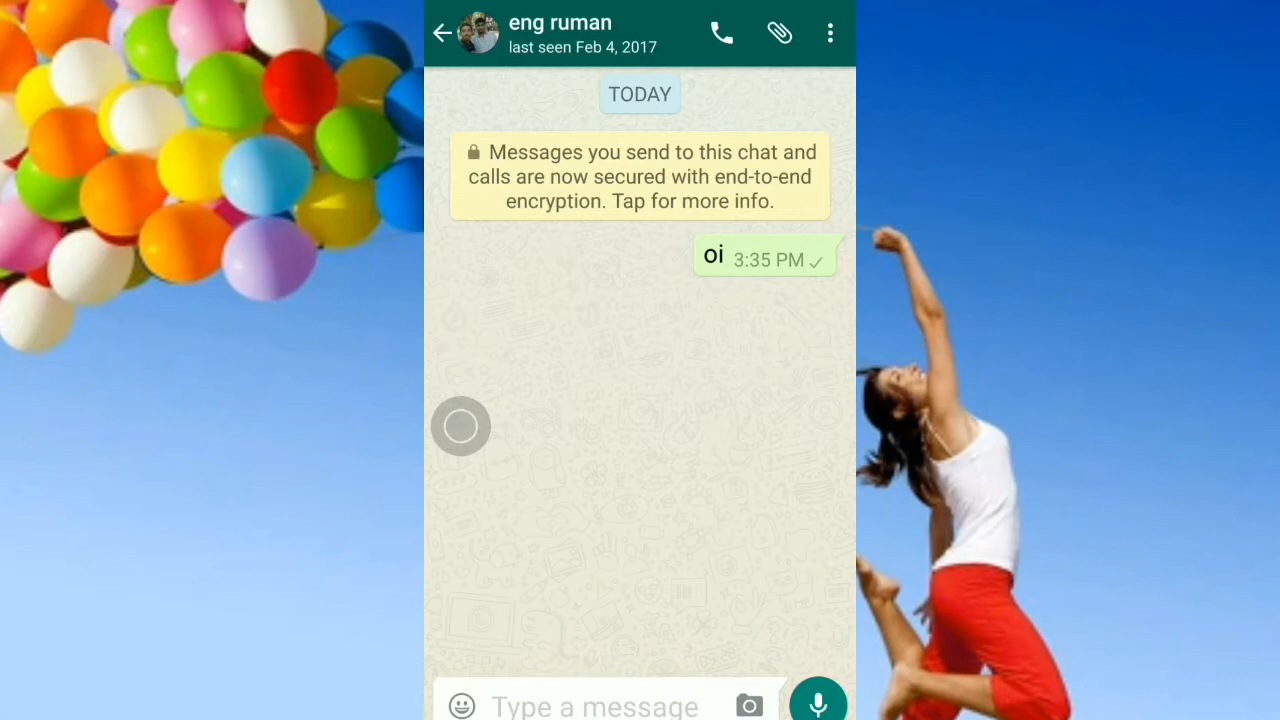 eng ruman
last seen Feb 4, 2017
TODAY
Messages you send to this chat and
calls are now secured with end-to-end
encryption. Tap for more info.
oi 3:35 PM
Type a message